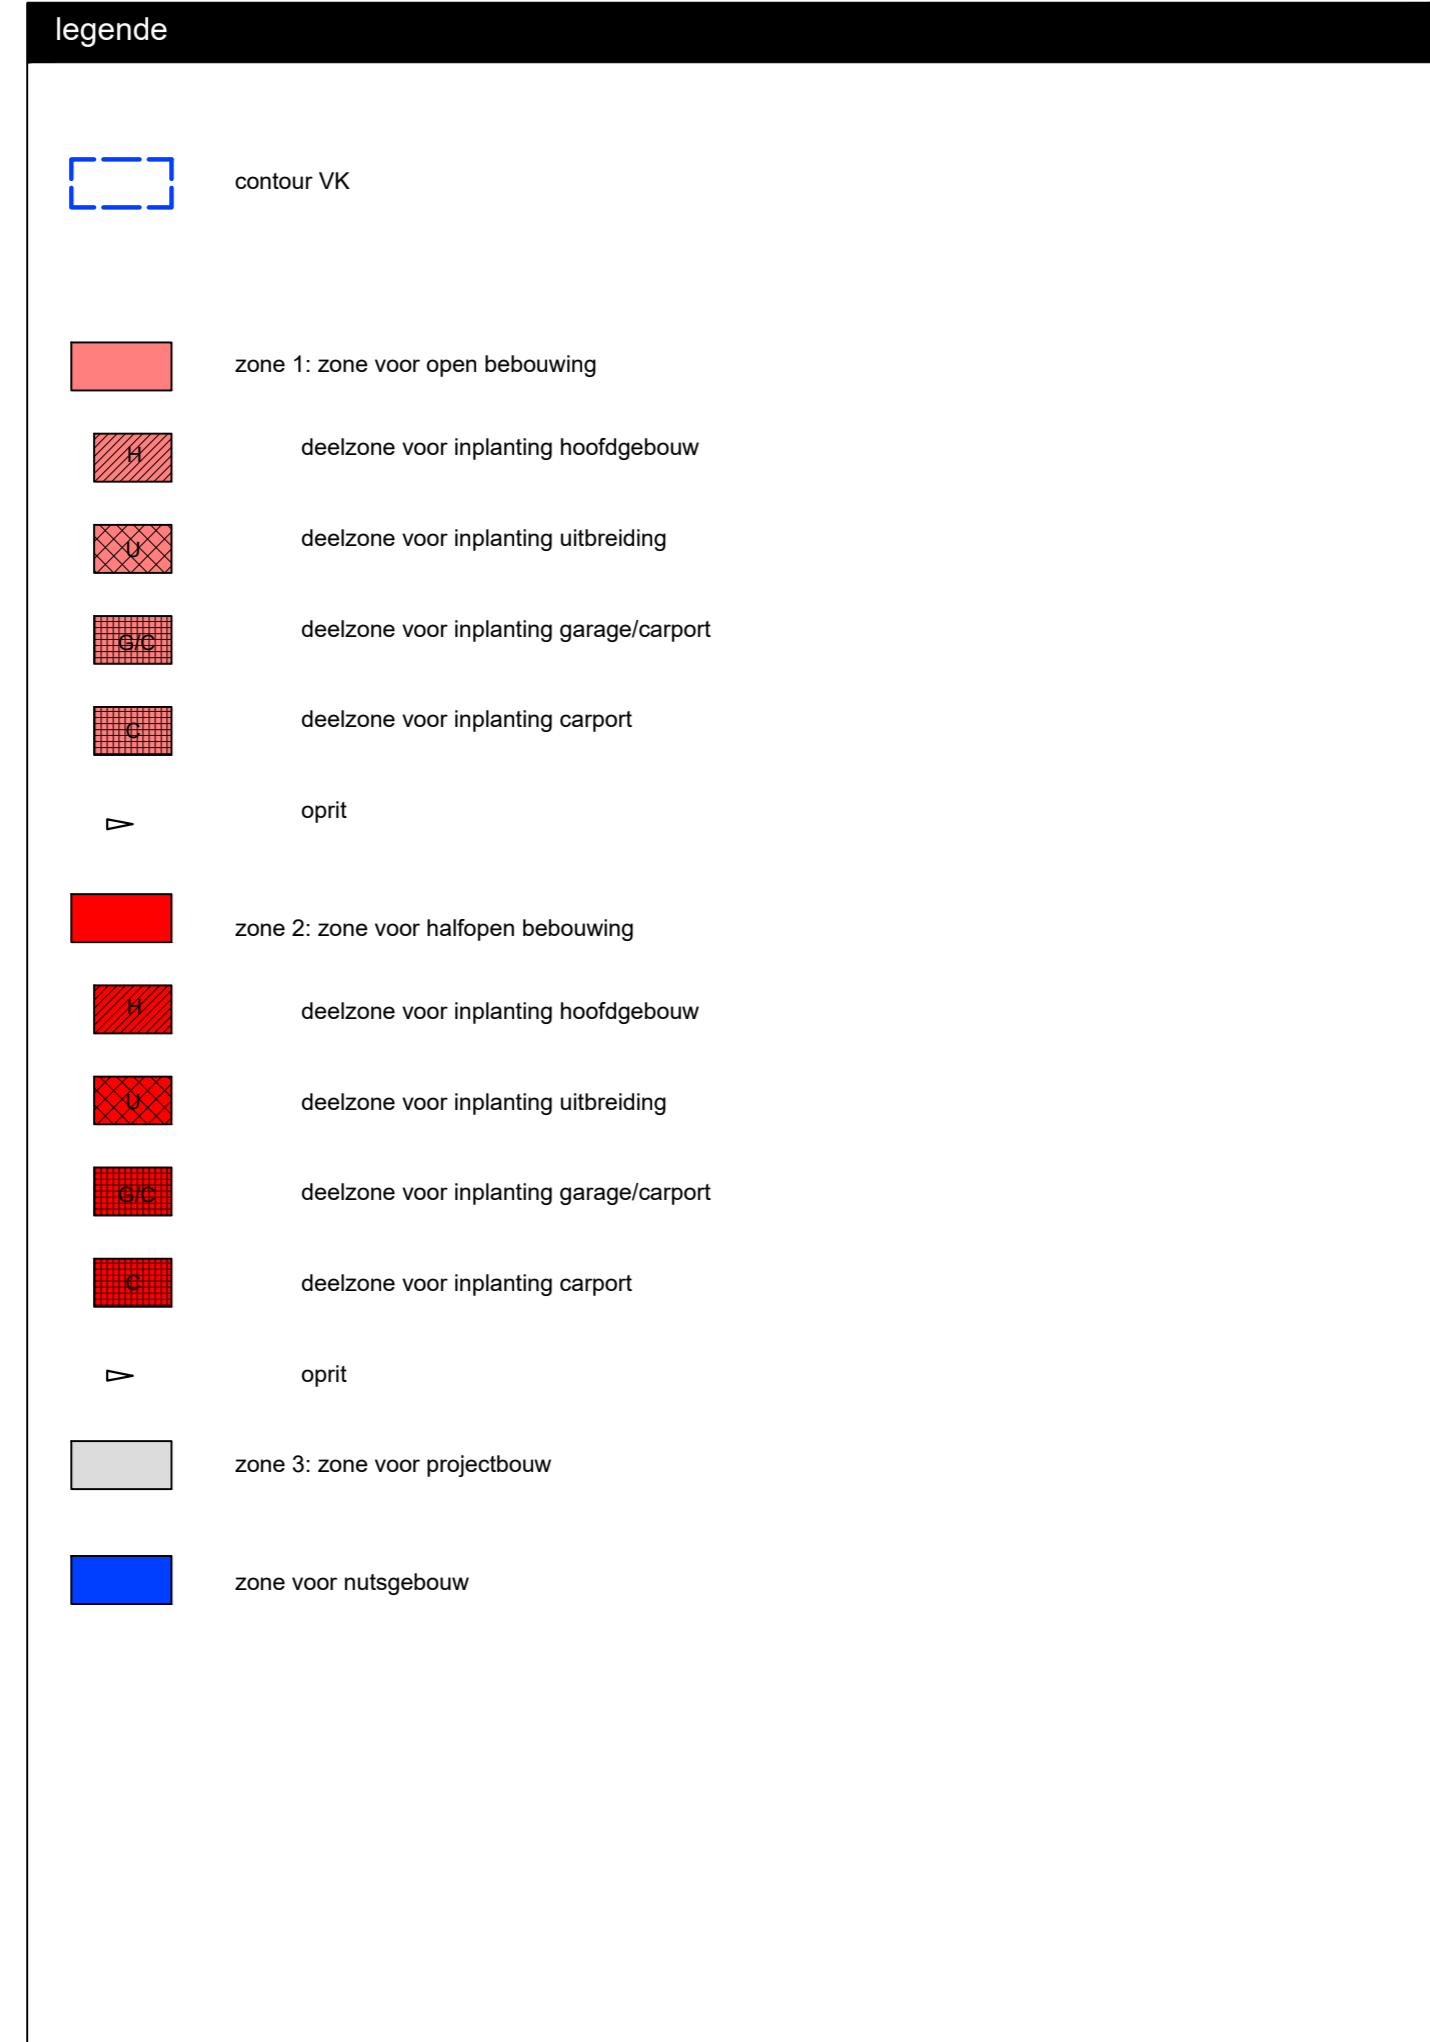 legende
contour VK
zone 1: zone voor open bebouwing
H deelzone voor inplanting hoofdgebouw
U deelzone voor inplanting uitbreiding
G/C deelzone voor inplanting garage/carport
C deelzone voor inplanting carport
oprit
zone 2: zone voor halfopen bebouwing
H deelzone voor inplanting hoofdgebouw
U deelzone voor inplanting uitbreiding
G/C deelzone voor inplanting garage/carport
C deelzone voor inplanting carport
oprit
zone 3: zone voor projectbouw
zone voor nutsgebouw